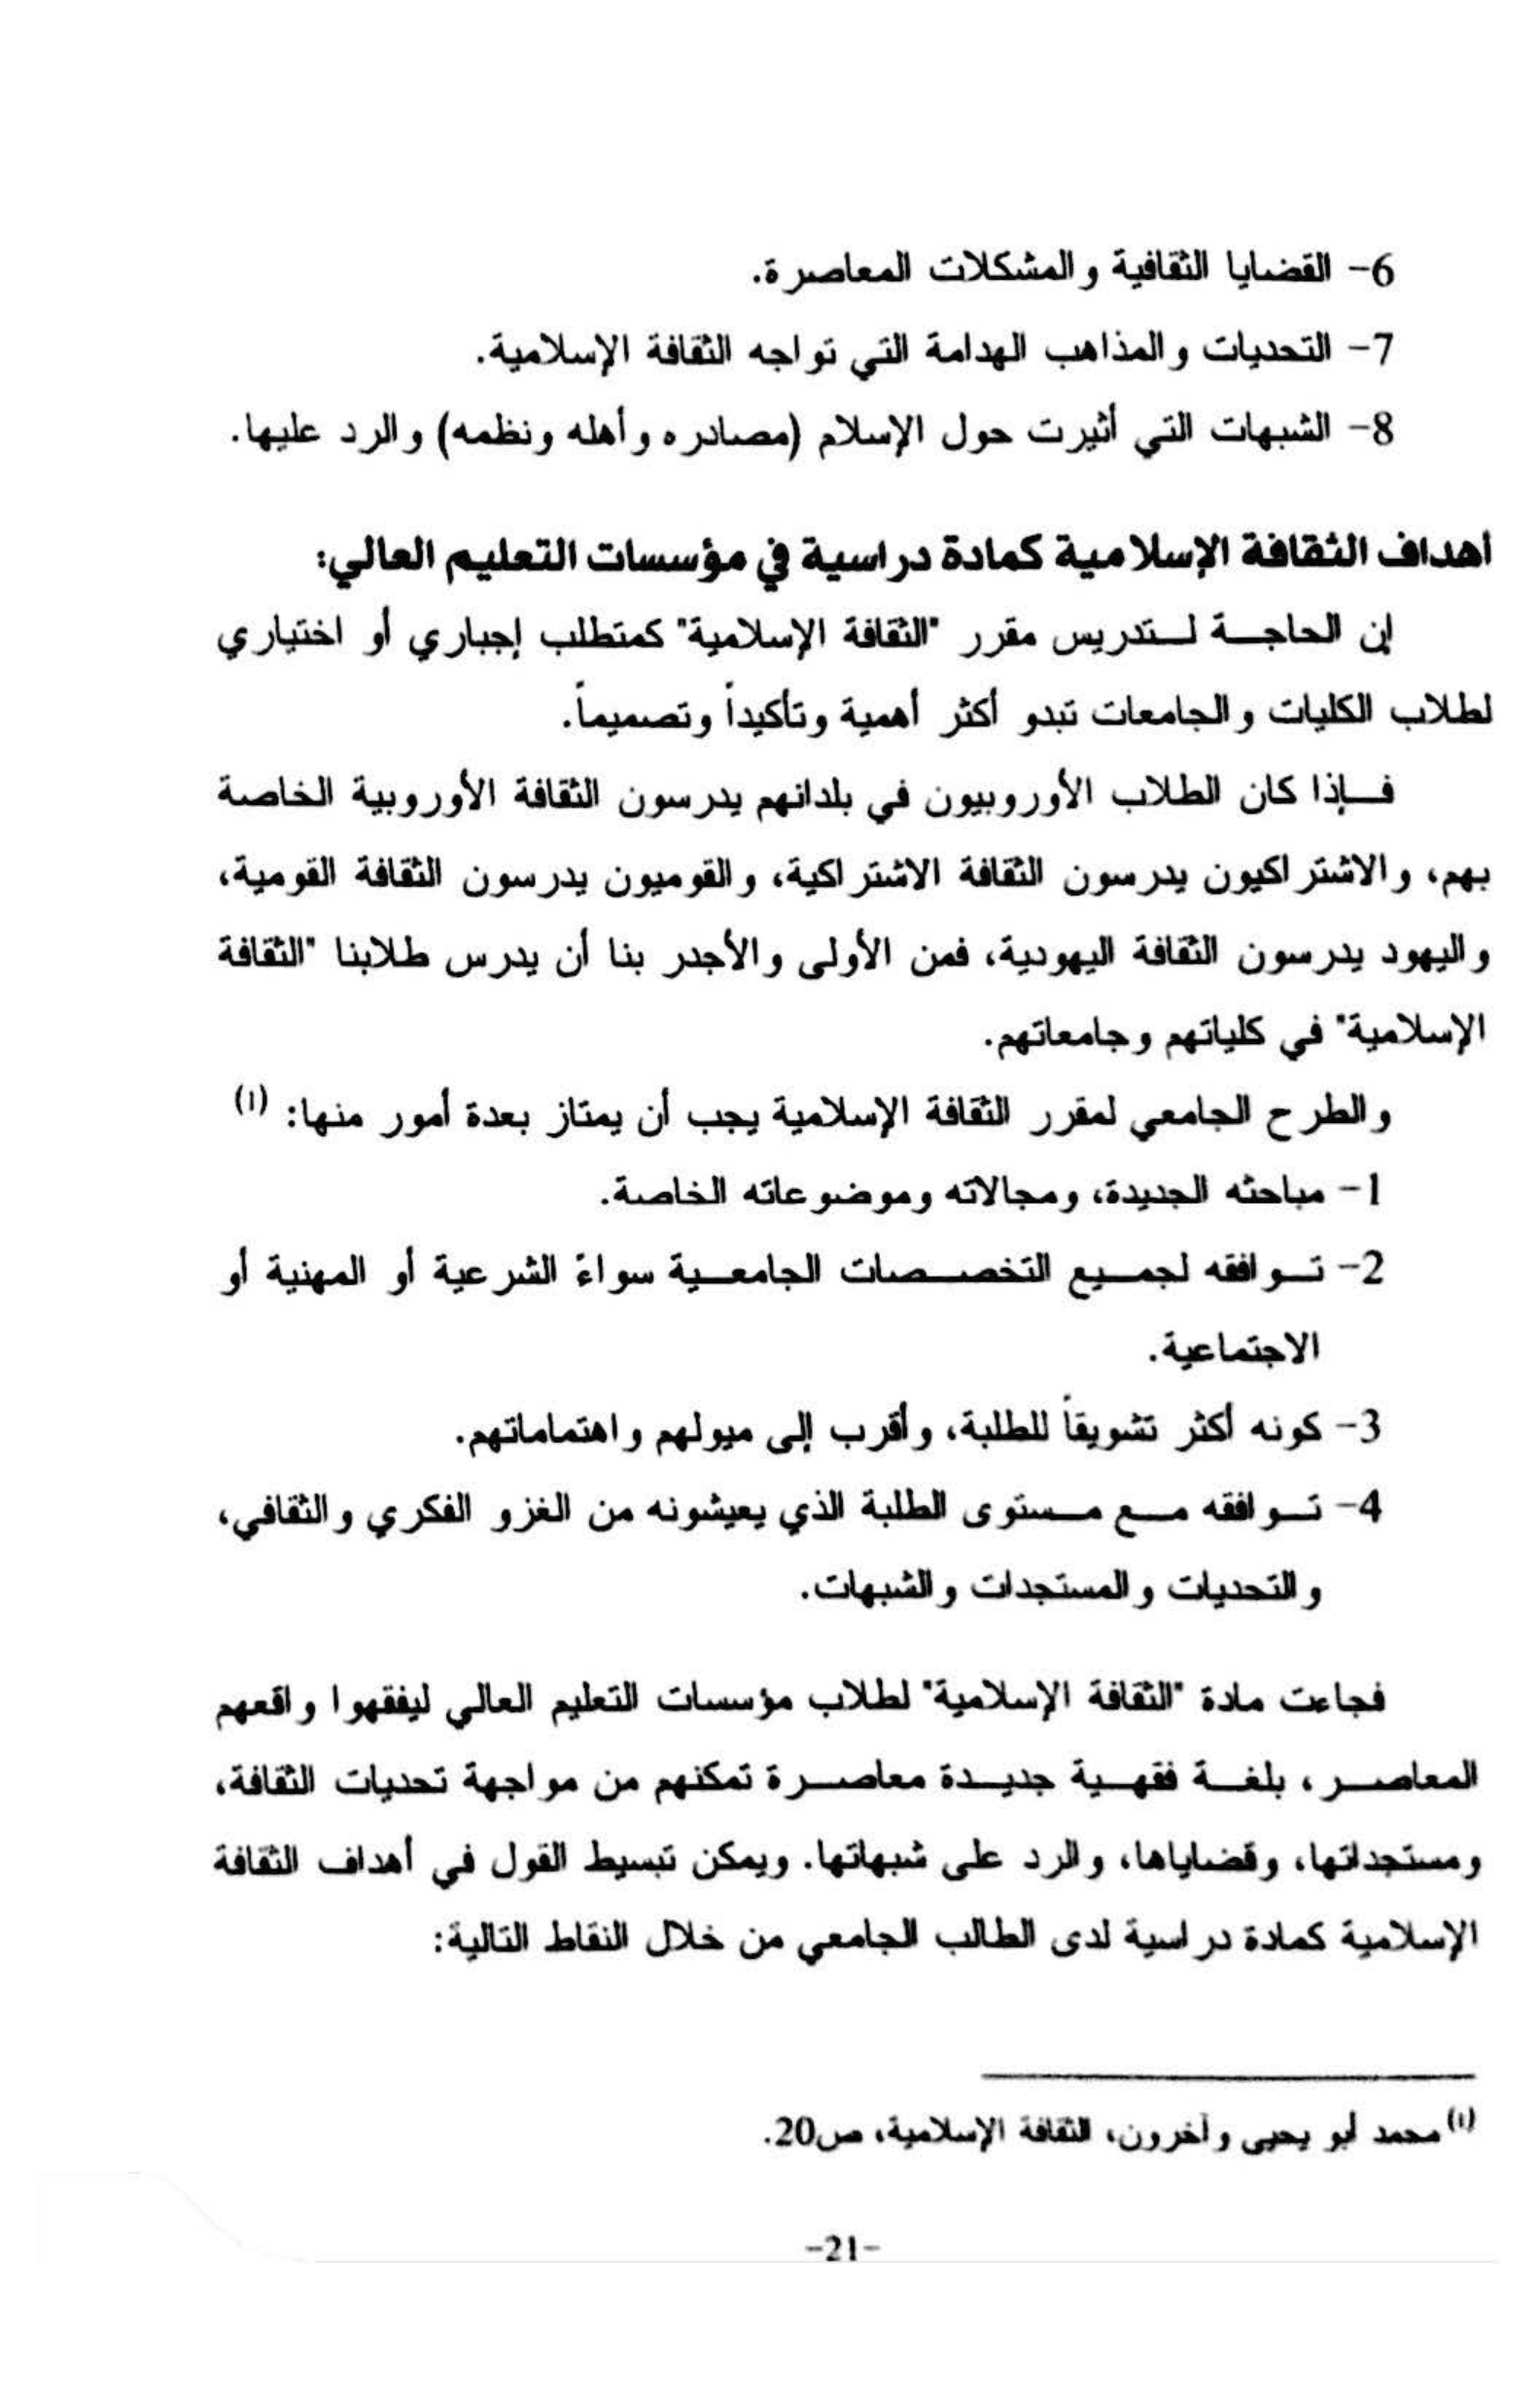 6- القضايا الثقافية والمشكلات المعاصرة.
7- التحديات والمذاهب الهدامة التي تواجه الثقافة الإسلامية.
8- الشبهات التي أثيرت حول الإسلام (مصادره وأهله ونظمه) والرد عليها.
أهداف الثقافة الإسلامية كمادة دراسية في مؤسسات التعليم العالي:
إن الحاجة لتدريس مقرر "الثقافة الإسلامية" كمتطلب إجباري أو اختياري
لطلاب الكليات والجامعات تبدو أكثر أهمية وتأكيداً وتصميماً.
فإذا كان الطلاب الأوروبيون في بلدانهم يدرسون الثقافة الأوروبية الخاصة
بهم، والاشتراكيون يدرسون الثقافة الاشتراكية، والقوميون يدرسون الثقافة القومية،
واليهود يدرسون الثقافة اليهودية، فمن الأولى والأجدر بنا أن يدرس طلابنا "الثقافة
الإسلامية" في كلياتهم وجامعاتهم.
والطرح الجامعي لمقرر الثقافة الإسلامية يجب أن يمتاز بعدة أمور منها: (1)
1- مباحثه الجديدة، ومجالاته وموضوعاته الخاصة.
2- توافقه لجميع التخصصات الجامعية سواءً الشرعية أو المهنية أو
الاجتماعية.
3- كونه أكثر تشويقاً للطلبة، وأقرب إلى ميولهم واهتماماتهم.
4- توافقه مع مستوى الطلبة الذي يعيشونه من الغزو الفكري والثقافي،
والتحديات والمستجدات والشبهات.
فجاءت مادة "الثقافة الإسلامية" لطلاب مؤسسات التعليم العالي ليفقهوا واقعهم
المعاصر، بلغة فقهية جديدة معاصرة تمكنهم من مواجهة تحديات الثقافة،
ومستجداتها، وقضاياها، والرد على شبهاتها. ويمكن تبسيط القول في أهداف الثقافة
الإسلامية كمادة دراسية لدى الطالب الجامعي من خلال النقاط التالية:
(1) محمد أبو يحيى وآخرون، الثقافة الإسلامية، ص20.
-21-